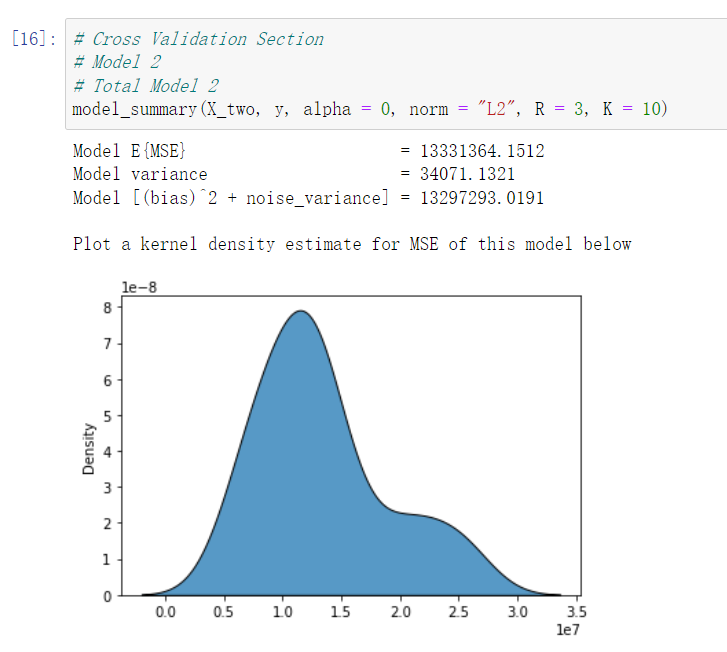 [16]: # Cross Validation Section
# Model 2
# Total Model 2
model_summary(X_two, y, alpha = 0, norm = "L2", R = 3, K = 10)
Model E{MSE} = 13331364.1512
Model variance = 34071.1321
Model [(bias)^2 + noise_variance] = 13297293.0191
Plot a kernel density estimate for MSE of this model below
1e-8
8
7
6
5
4
3
2
1
0
Density
0.0 0.5 1.0 1.5 2.0 2.5 3.0 3.5
1e7